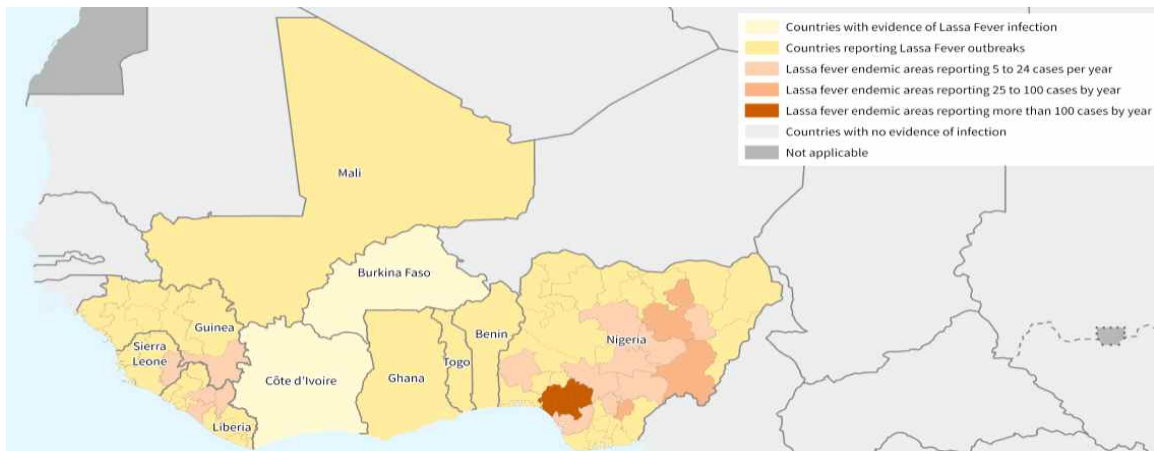 Countries with evidence of Lassa Fever infection
Countries reporting Lassa Fever outbreaks
Lassa fever endemic areas reporting 5 to 24 cases per year
Lassa fever endemic areas reporting 25 to 100 cases by year
Lassa fever endemic areas reporting more than 100 cases by year
Countries with no evidence of infection
Not applicable
Mali
Burkina Faso
Guinea
Sierra
Leone
Liberia
Côte d'Ivoire
Ghana
Togo
Benin
Nigeria